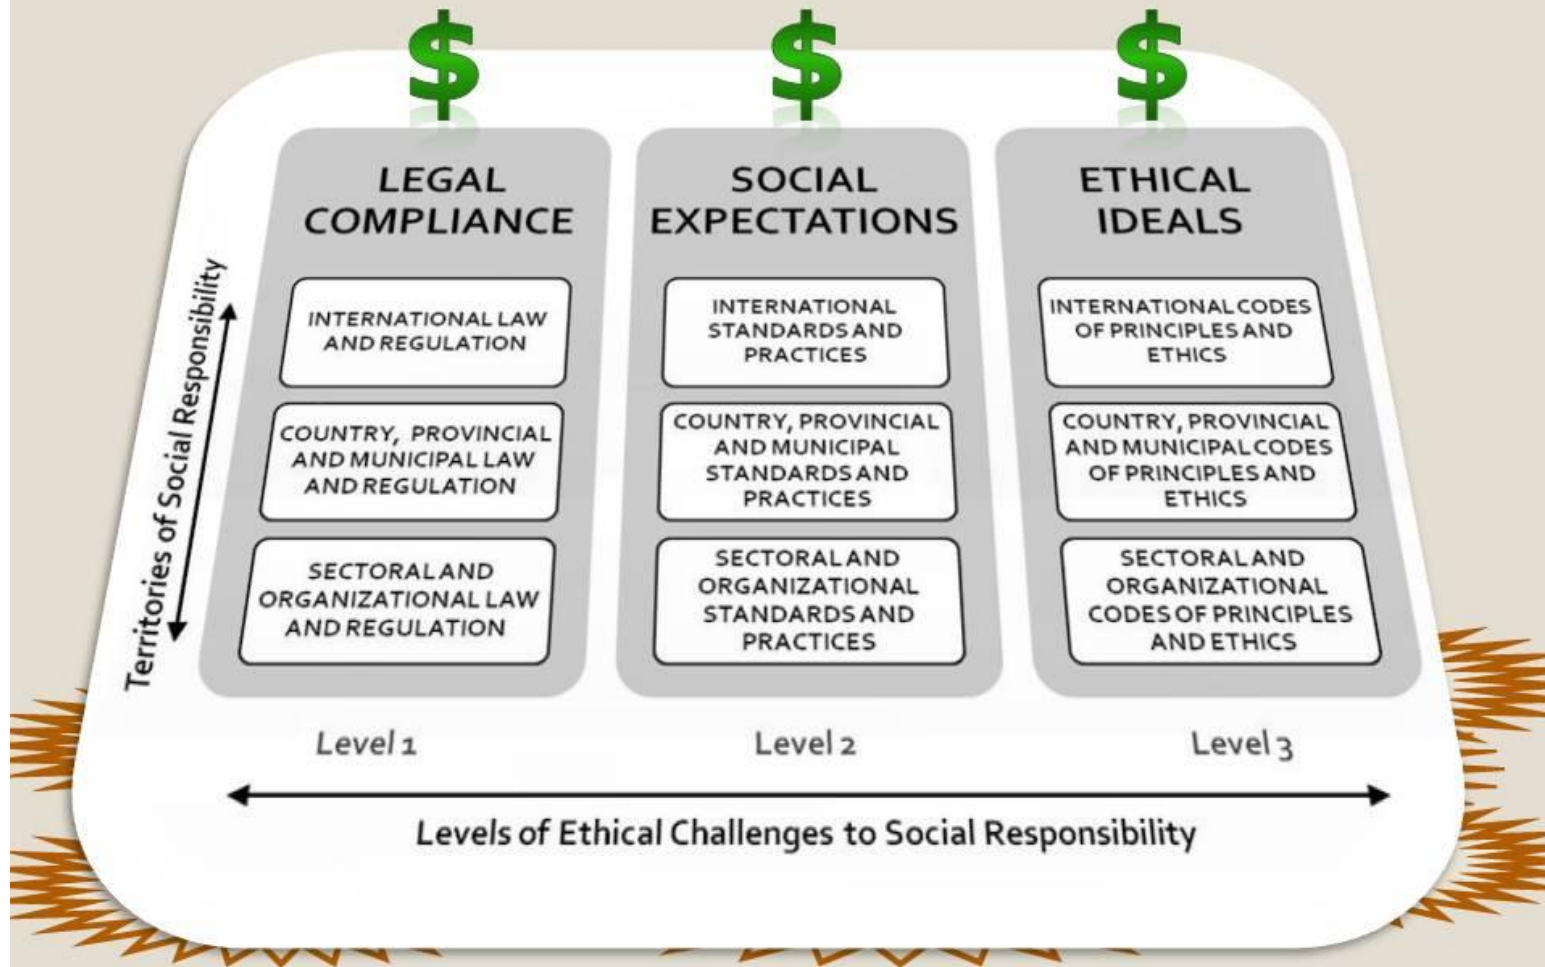 $
$
$
LEGAL
COMPLIANCE
INTERNATIONAL LAW
AND REGULATION
COUNTRY, PROVINCIAL
AND MUNICIPAL LAW
AND REGULATION
SECTORAL AND
ORGANIZATIONAL LAW
AND REGULATION
Level 1
SOCIAL
EXPECTATIONS
INTERNATIONAL
STANDARDS AND
PRACTICES
COUNTRY, PROVINCIAL
AND MUNICIPAL
STANDARDS AND
PRACTICES
SECTORAL AND
ORGANIZATIONAL
STANDARDS AND
PRACTICES
Level 2
ETHICAL
IDEALS
INTERNATIONAL CODES
OF PRINCIPLES AND
ETHICS
COUNTRY, PROVINCIAL
AND MUNICIPAL CODES
OF PRINCIPLES AND
ETHICS
SECTORAL AND
ORGANIZATIONAL
CODES OF PRINCIPLES
AND ETHICS
Level 3
Territories of Social Responsibility
Levels of Ethical Challenges to Social Responsibility